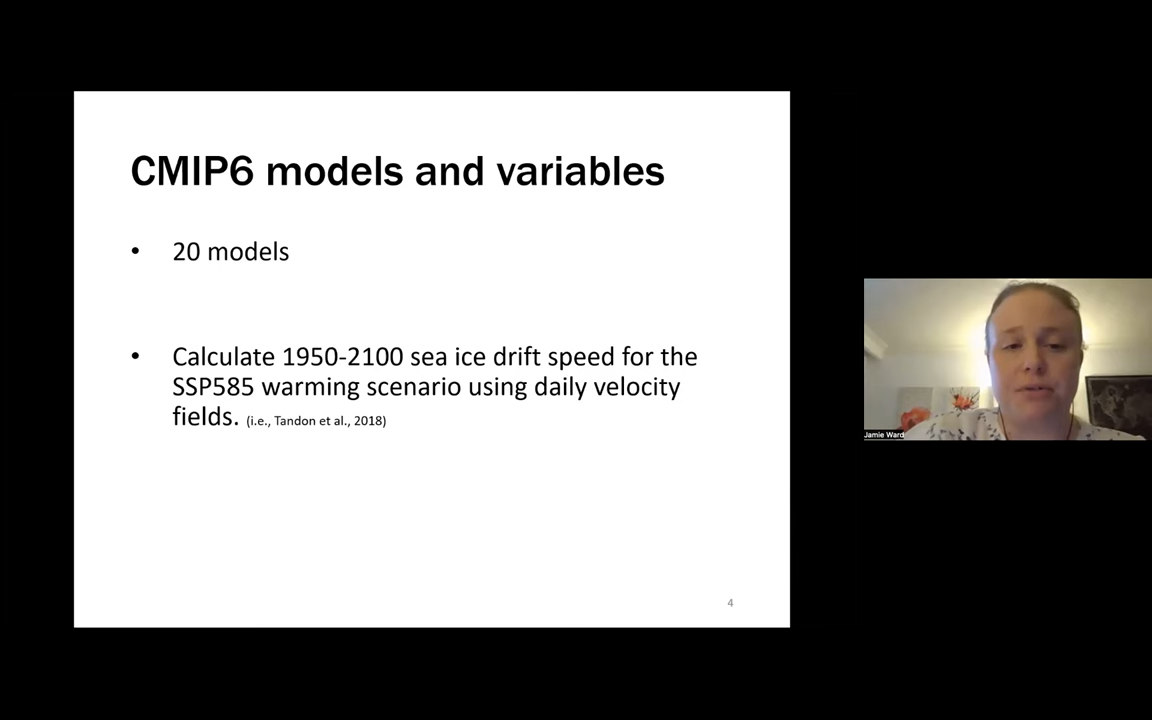 CMIP6 models and variables
• 20 models
• Calculate 1950-2100 sea ice drift speed for the
SSP585 warming scenario using daily velocity
fields. (i.e., Tandon et al., 2018)
4
Jamie Ward